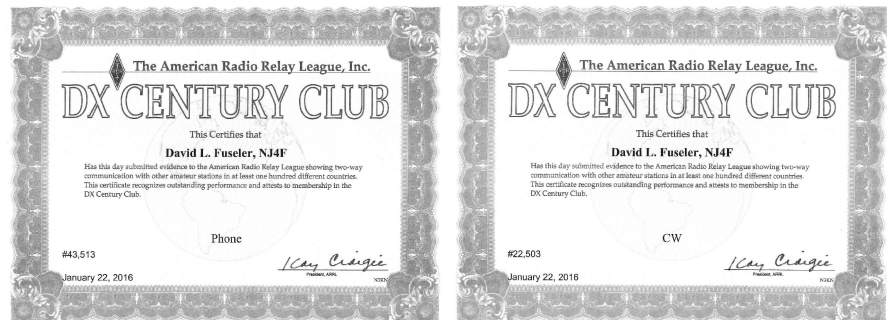 The American Radio Relay League, Inc.
DX CENTURY CLUB
This Certifies that
David L. Fuseler, NJ4F
Has this day submitted evidence to the American Radio Relay League showing two-way
communication with other amateur stations in at least one hundred different countries.
This certificate recognizes outstanding performance and attests to membership in the
DX Century Club.
Phone
#43,513
Kay Craigie
President, ARRL
N3KN
January 22, 2016
The American Radio Relay League, Inc.
DX CENTURY CLUB
This Certifies that
David L. Fuseler, NJ4F
Has this day submitted evidence to the American Radio Relay League showing two-way
communication with other amateur stations in at least one hundred different countries.
This certificate recognizes outstanding performance and attests to membership in the
DX Century Club.
CW
#22,503
Kay Craigie
President, ARRL
N3KN
January 22, 2016